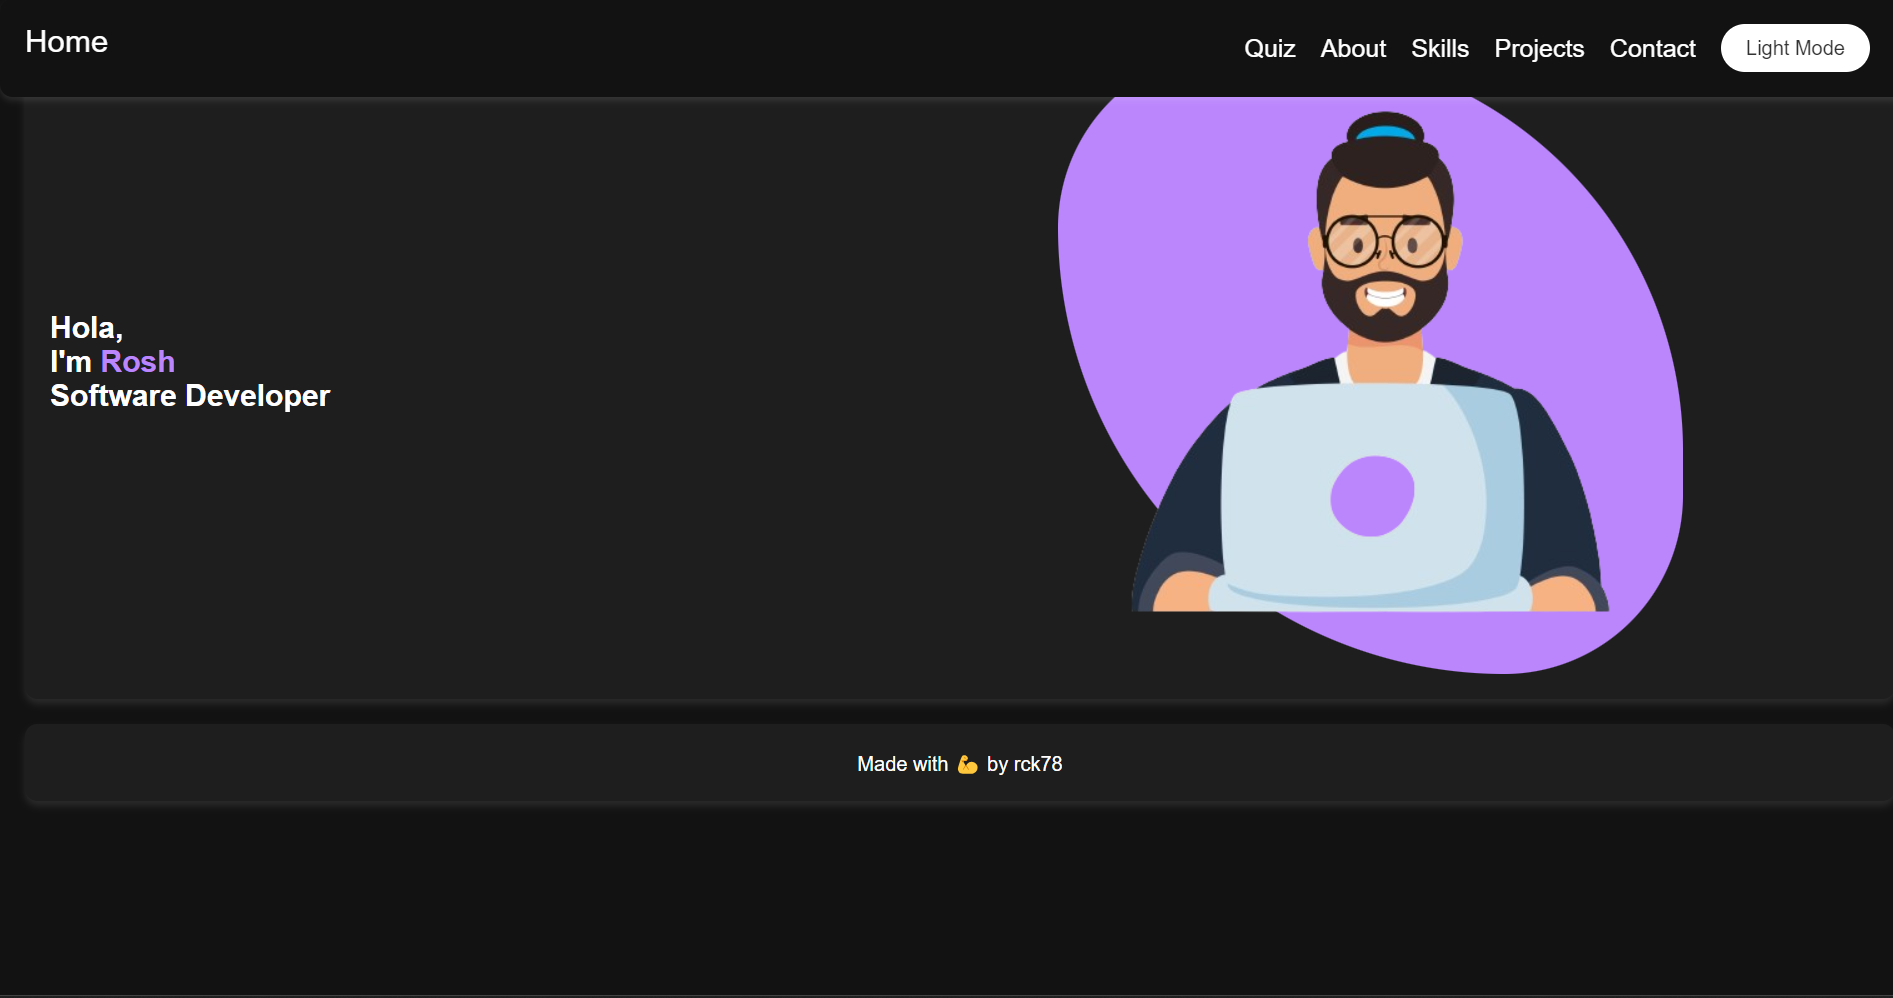 Home
Quiz About Skills Projects Contact Light Mode
Hola,
I'm Rosh
Software Developer
Made with 💪 by rck78